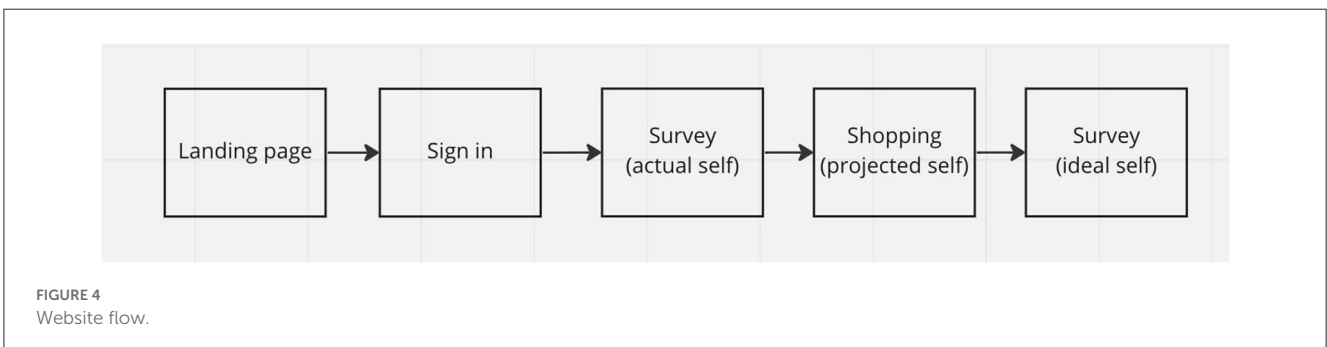 Landing page
Sign in
Survey
(actual self)
Shopping
(projected self)
Survey
(ideal self)
FIGURE 4
Website flow.